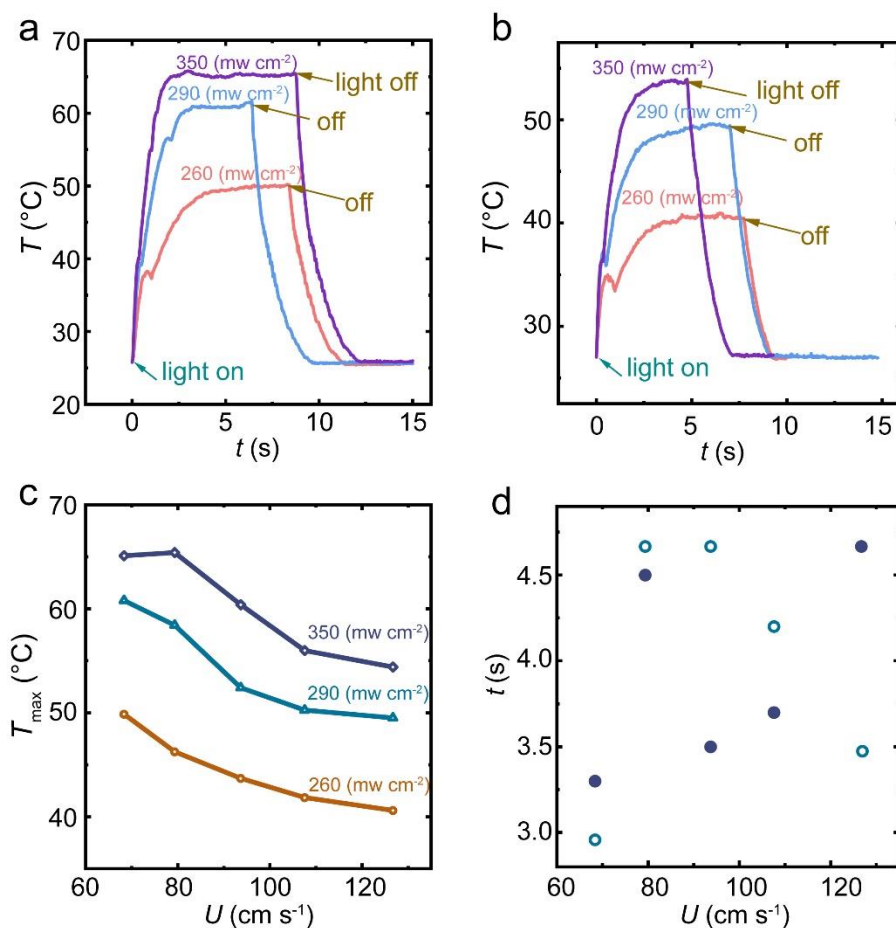 a
70
60
50
40
30
20
T (°C)
350 (mw cm-2)
290 (mw cm-2)
260 (mw cm-2)
light off
off
off
light on
0 5 10 15
t (s)
b
50
40
30
T (°C)
350 (mw cm-2)
290 (mw cm-2)
260 (mw cm-2)
light off
off
off
light on
0 5 10 15
t (s)
c
70
60
50
40
Tmax (°C)
350 (mw cm-2)
290 (mw cm-2)
260 (mw cm-2)
60 80 100 120
U (cm s-1)
d
4.5
4.0
3.5
3.0
t (s)
60 80 100 120
U (cm s-1)